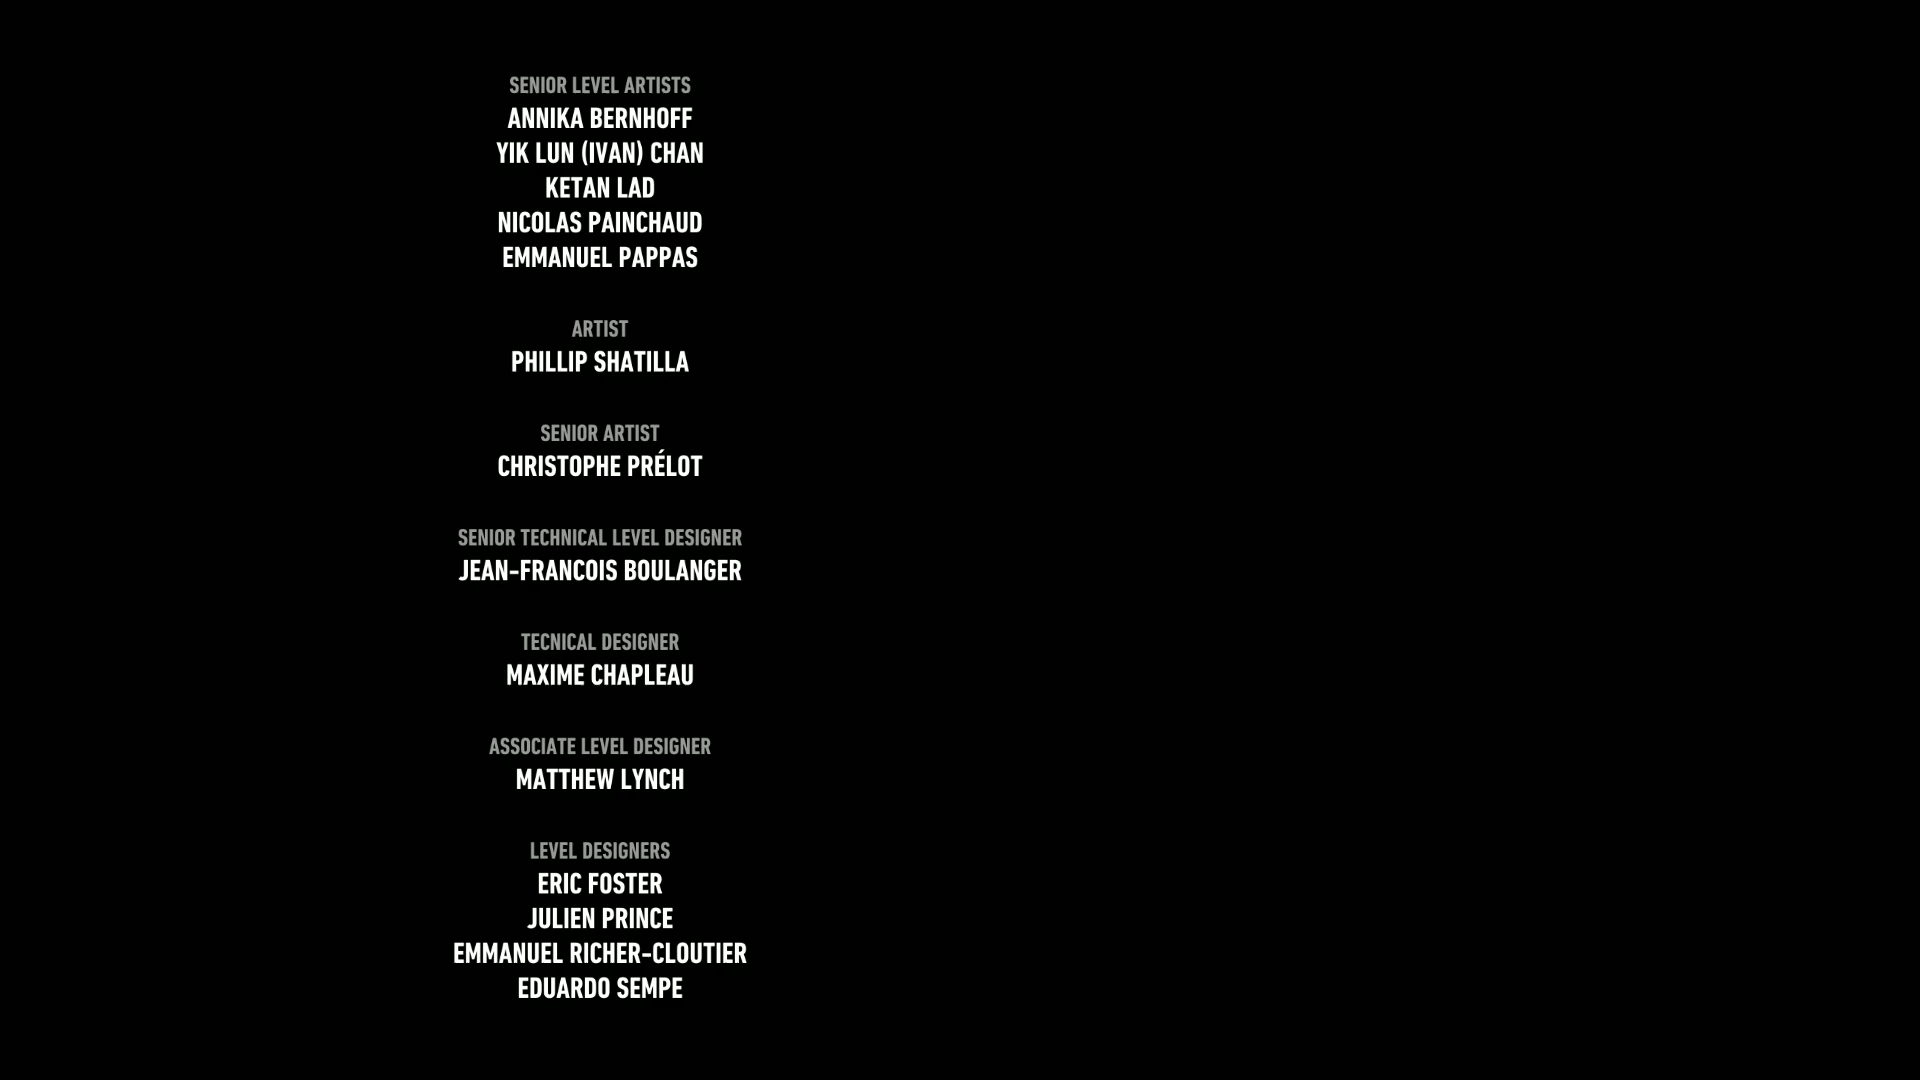 SENIOR LEVEL ARTISTS
ANNIKA BERNHOFF
YIK LUN (IVAN) CHAN
KETAN LAD
NICOLAS PAINCHAUD
EMMANUEL PAPPAS
ARTIST
PHILLIP SHATILLA
SENIOR ARTIST
CHRISTOPHE PRÉLOT
SENIOR TECHNICAL LEVEL DESIGNER
JEAN-FRANCOIS BOULANGER
TECNICAL DESIGNER
MAXIME CHAPLEAU
ASSOCIATE LEVEL DESIGNER
MATTHEW LYNCH
LEVEL DESIGNERS
ERIC FOSTER
JULIEN PRINCE
EMMANUEL RICHER-CLOUTIER
EDUARDO SEMPE